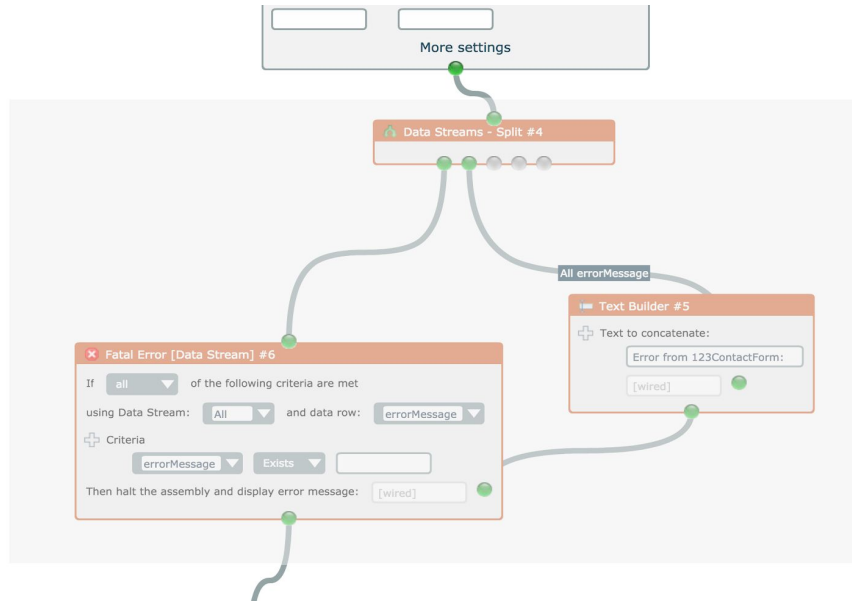 More settings
Data Streams - Split #4
All errorMessage
Text Builder #5
Text to concatenate:
Error from 123ContactForm:
[wired]
Fatal Error [Data Stream] #6
If all of the following criteria are met
using Data Stream: All and data row: errorMessage
Criteria
errorMessage Exists
Then halt the assembly and display error message: [wired]